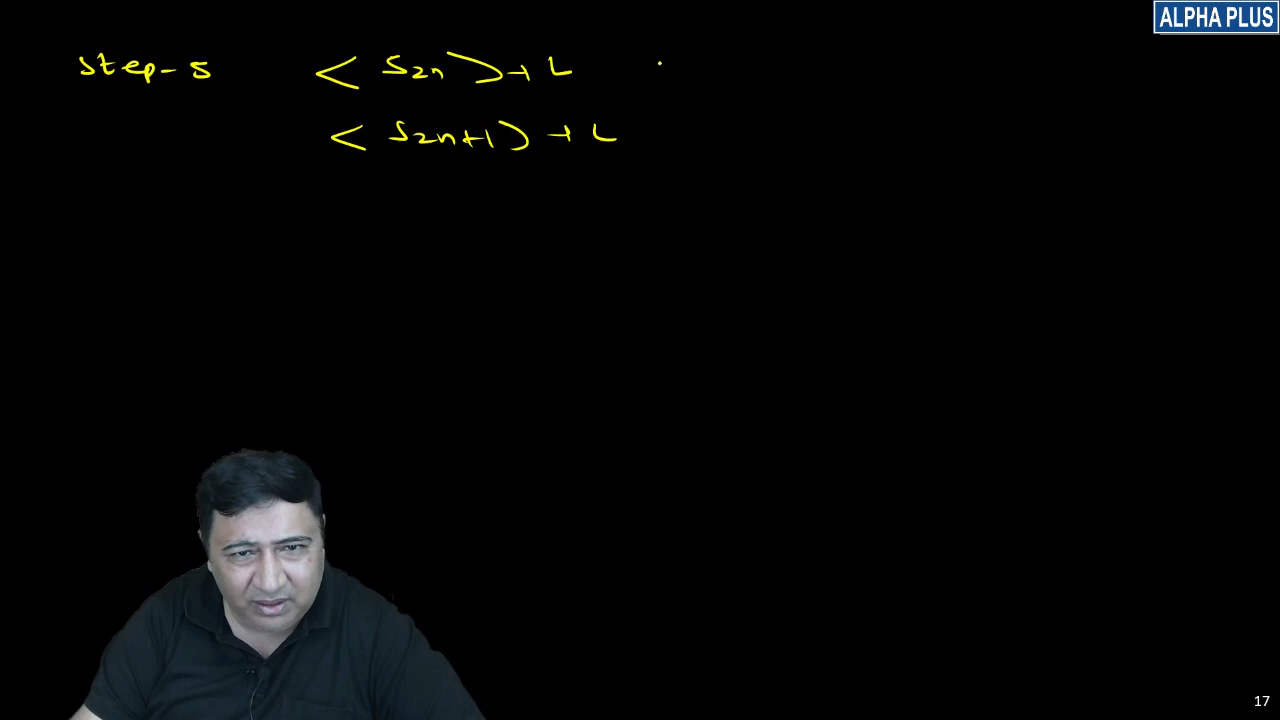 ALPHA PLUS
Step-5 < S2n > → L
< S2n+1 > → L
17